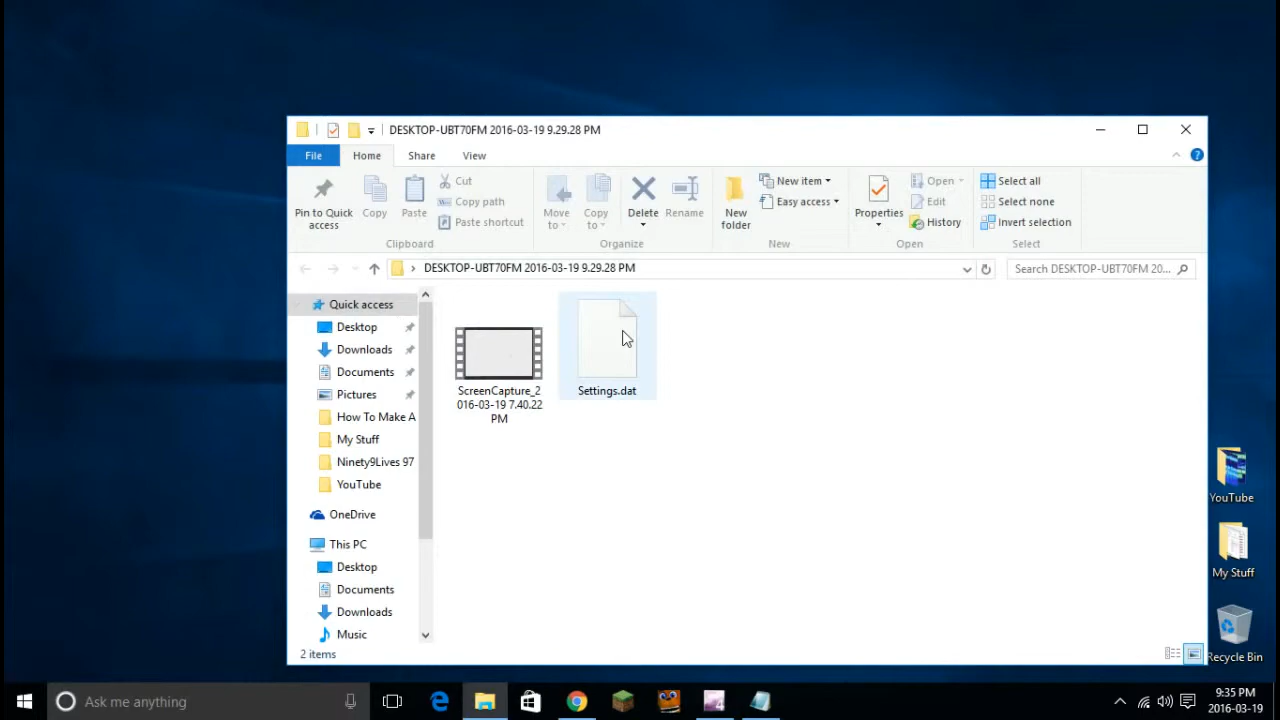 DESKTOP-UBT70FM 2016-03-19 9.29.28 PM
File Home Share View
Pin to Quick access
Copy
Paste
Cut
Copy path
Paste shortcut
Clipboard
Move to
Copy to
Delete
Rename
Organize
New folder
New item
Easy access
New
Properties
Open
Edit
History
Open
Select all
Select none
Invert selection
Select
DESKTOP-UBT70FM 2016-03-19 9.29.28 PM
Search DESKTOP-UBT70FM 20...
Quick access
Desktop
Downloads
Documents
Pictures
How To Make A
My Stuff
Ninety9Lives 97
YouTube
OneDrive
This PC
Desktop
Documents
Downloads
Music
ScreenCapture_2
016-03-19 7.40.22
PM
Settings.dat
2 items
YouTube
My Stuff
Recycle Bin
Ask me anything
9:35 PM
2016-03-19